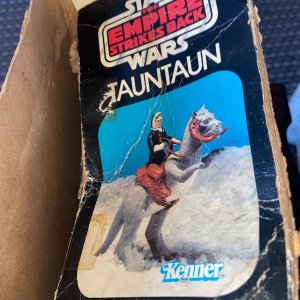 STAR
THE
EMPIRE
STRIKES BACK
WARS
TAUNTAUN
Kenner